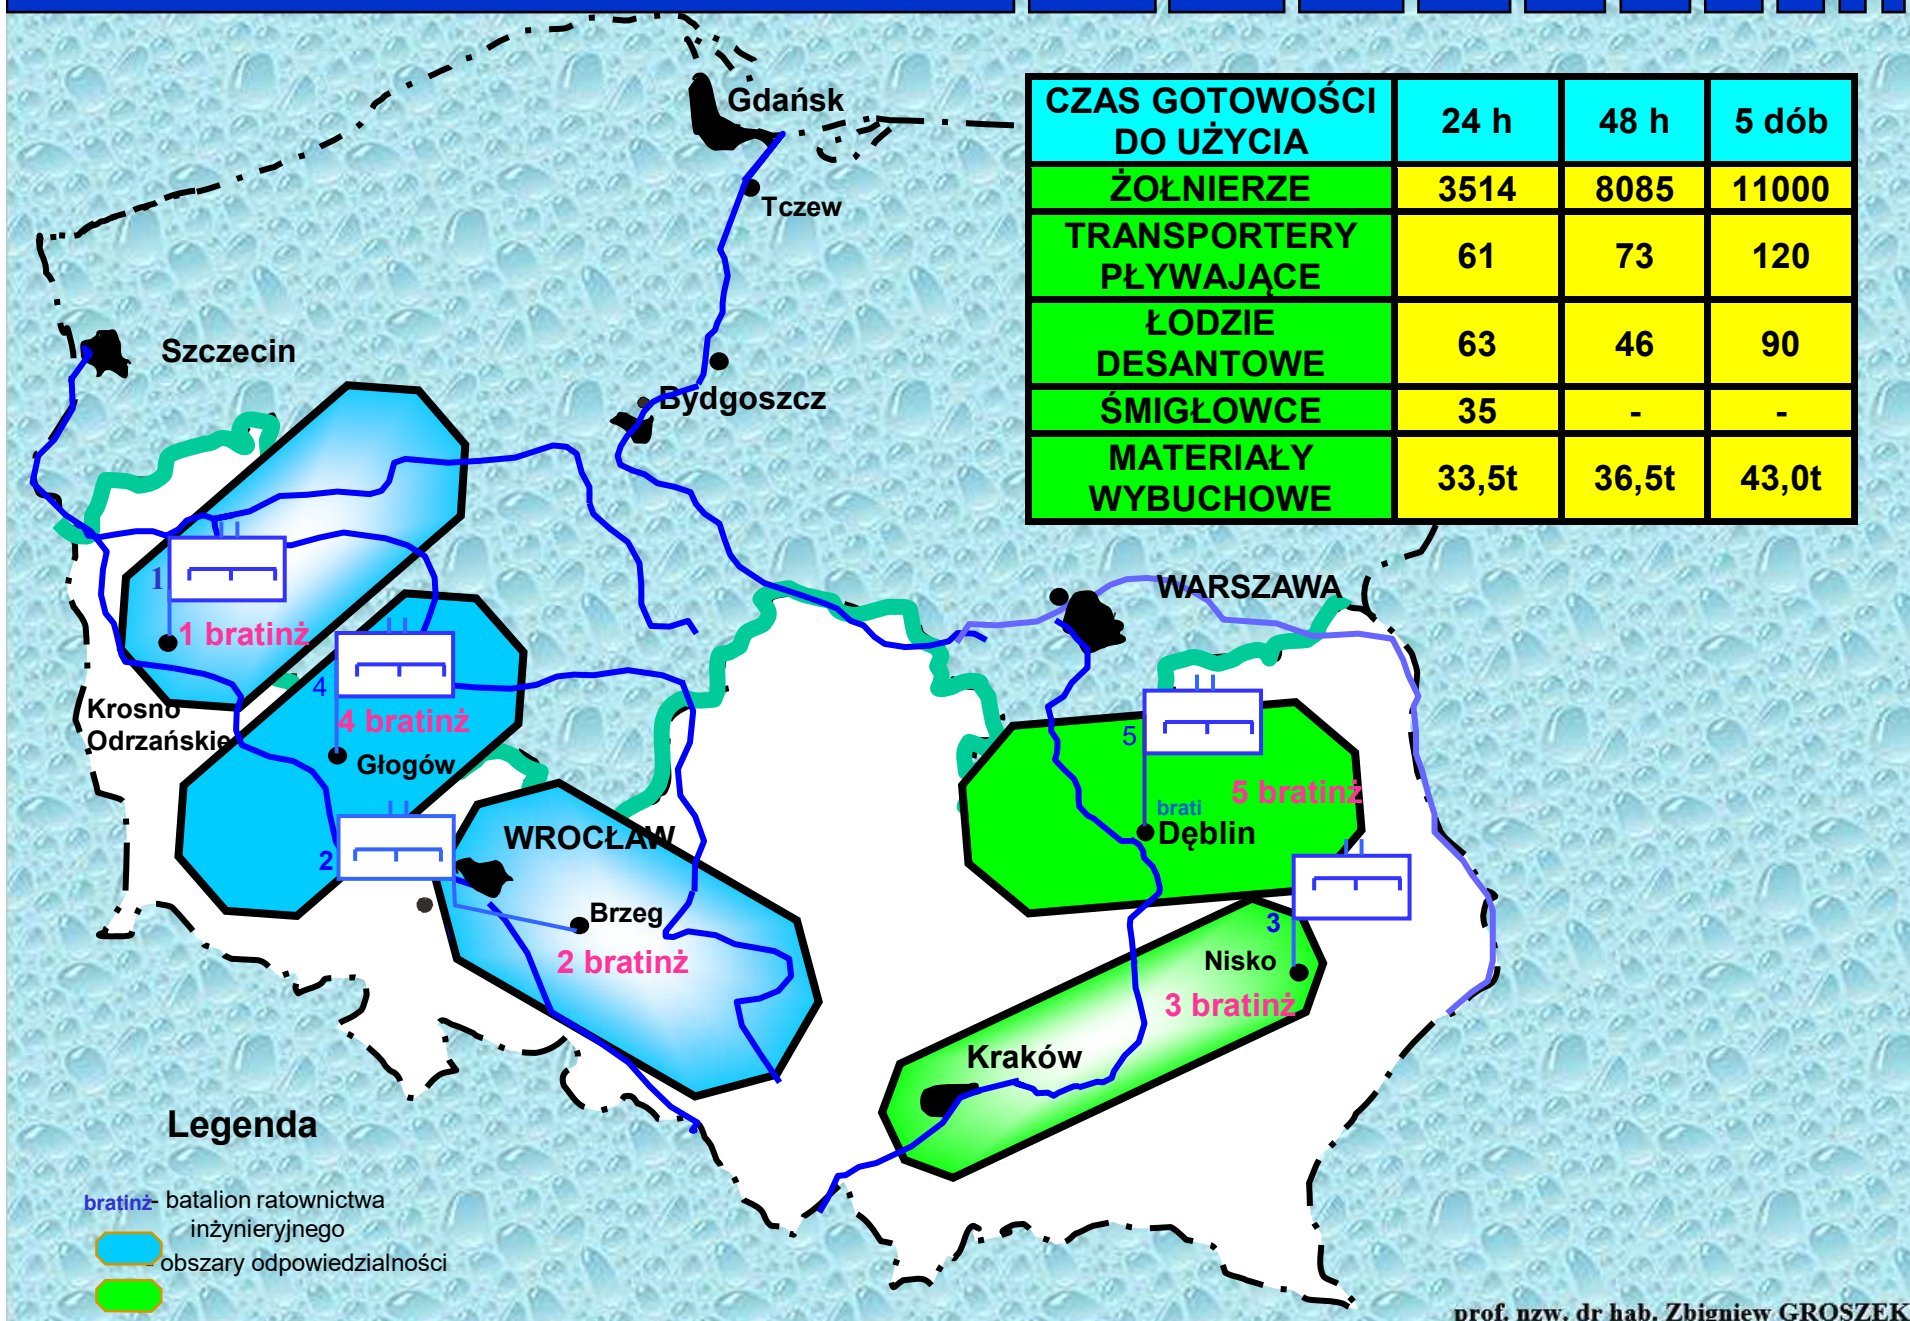 Gdańsk
Tczew
CZAS GOTOWOŚCI
DO UŻYCIA
24 h
48 h
5 dób
ŻOŁNIERZE
3514
8085
11000
TRANSPORTERY
PŁYWAJĄCE
61
73
120
ŁODZIE
DESANTOWE
63
46
90
ŚMIGŁOWCE
35
-
-
MATERIAŁY
WYBUCHOWE
33,5t
36,5t
43,0t
Szczecin
Bydgoszcz
WARSZAWA
1
1 bratinż
4
4 bratinż
Krosno
Odrzańskie
Głogów
5
5 bratinż
brati
Dęblin
WROCŁAW
2
Brzeg
2 bratinż
3
Nisko
3 bratinż
Kraków
Legenda
bratinż- batalion ratownictwa
inżynieryjnego
- obszary odpowiedzialności
prof. nzw. dr hab. Zbigniew GROSZEK